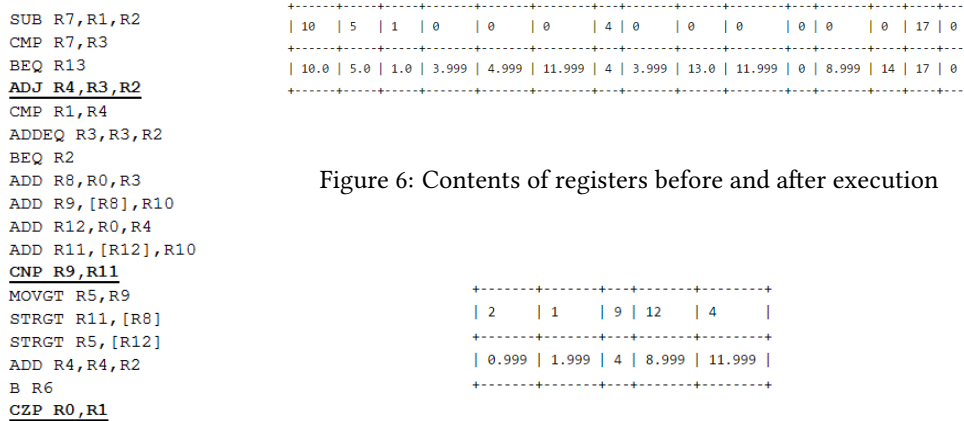 SUB R7,R1,R2
CMP R7,R3
BEQ R13
ADJ R4,R3,R2
CMP R1,R4
ADDEQ R3,R3,R2
BEQ R2
ADD R8,R0,R3
ADD R9,[R8],R10
ADD R12,R0,R4
ADD R11,[R12],R10
CNP R9,R11
MOVGT R5,R9
STRGT R11,[R8]
STRGT R5,[R12]
ADD R4,R4,R2
B R6
CZP R0,R1
+------+-----+-----+-------+-------+--------+---+-------+------+--------+---+-------+----+----+---
| 10 | 5 | 1 | 0 | 0 | 0 | 4 | 0 | 0 | 0 | 0 | 0 | 0 | 17 | 0
+------+-----+-----+-------+-------+--------+---+-------+------+--------+---+-------+----+----+---
| 10.0 | 5.0 | 1.0 | 3.999 | 4.999 | 11.999 | 4 | 3.999 | 13.0 | 11.999 | 0 | 8.999 | 14 | 17 | 0
+------+-----+-----+-------+-------+--------+---+-------+------+--------+---+-------+----+----+---
Figure 6: Contents of registers before and after execution
+-------+-------+---+-------+--------+
| 2 | 1 | 9 | 12 | 4 |
+-------+-------+---+-------+--------+
| 0.999 | 1.999 | 4 | 8.999 | 11.999 |
+-------+-------+---+-------+--------+